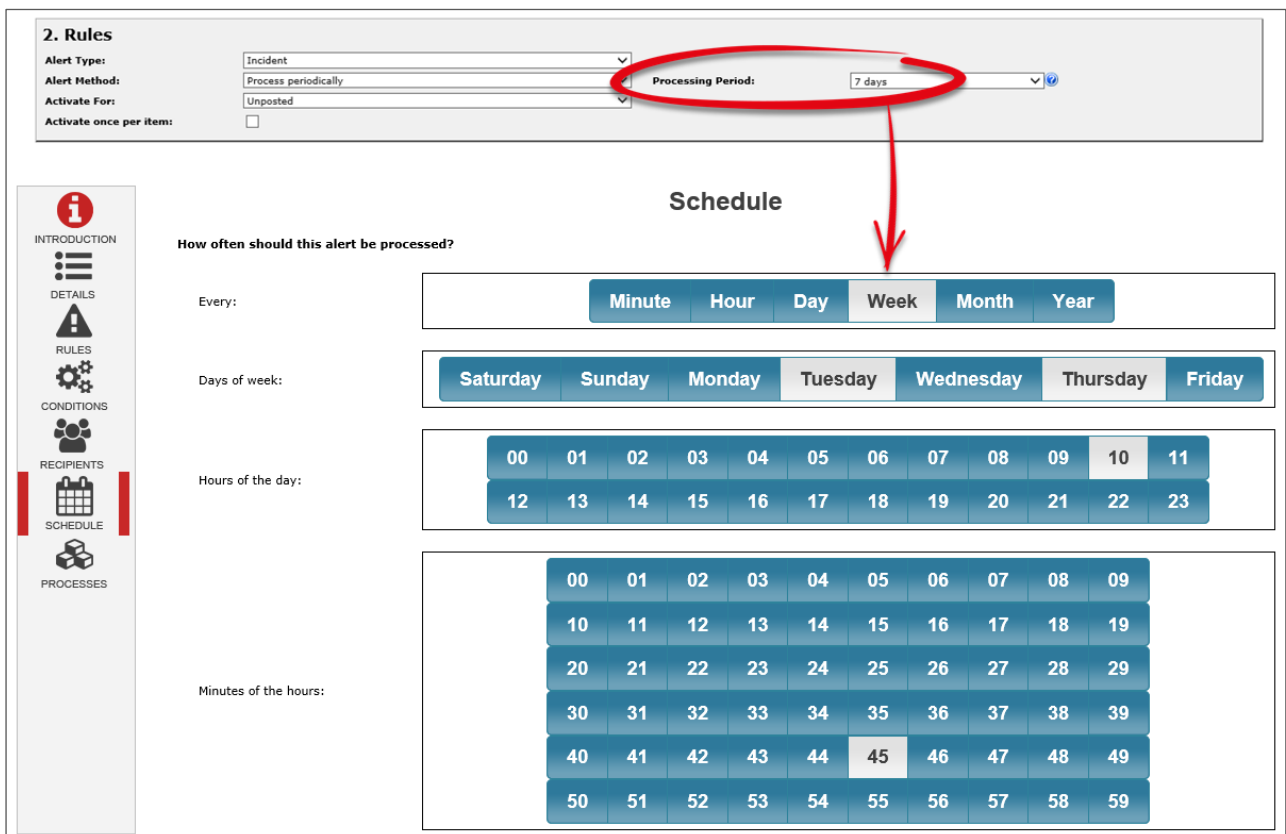 2. Rules
Alert Type: Incident
Alert Method: Process periodically Processing Period: 7 days
Activate For: Unposted
Activate once per item:
Schedule
INTRODUCTION
DETAILS
RULES
CONDITIONS
RECIPIENTS
SCHEDULE
PROCESSES
How often should this alert be processed?
Every: Minute Hour Day Week Month Year
Days of week: Saturday Sunday Monday Tuesday Wednesday Thursday Friday
Hours of the day:
00 01 02 03 04 05 06 07 08 09 10 11
12 13 14 15 16 17 18 19 20 21 22 23
Minutes of the hours:
00 01 02 03 04 05 06 07 08 09
10 11 12 13 14 15 16 17 18 19
20 21 22 23 24 25 26 27 28 29
30 31 32 33 34 35 36 37 38 39
40 41 42 43 44 45 46 47 48 49
50 51 52 53 54 55 56 57 58 59